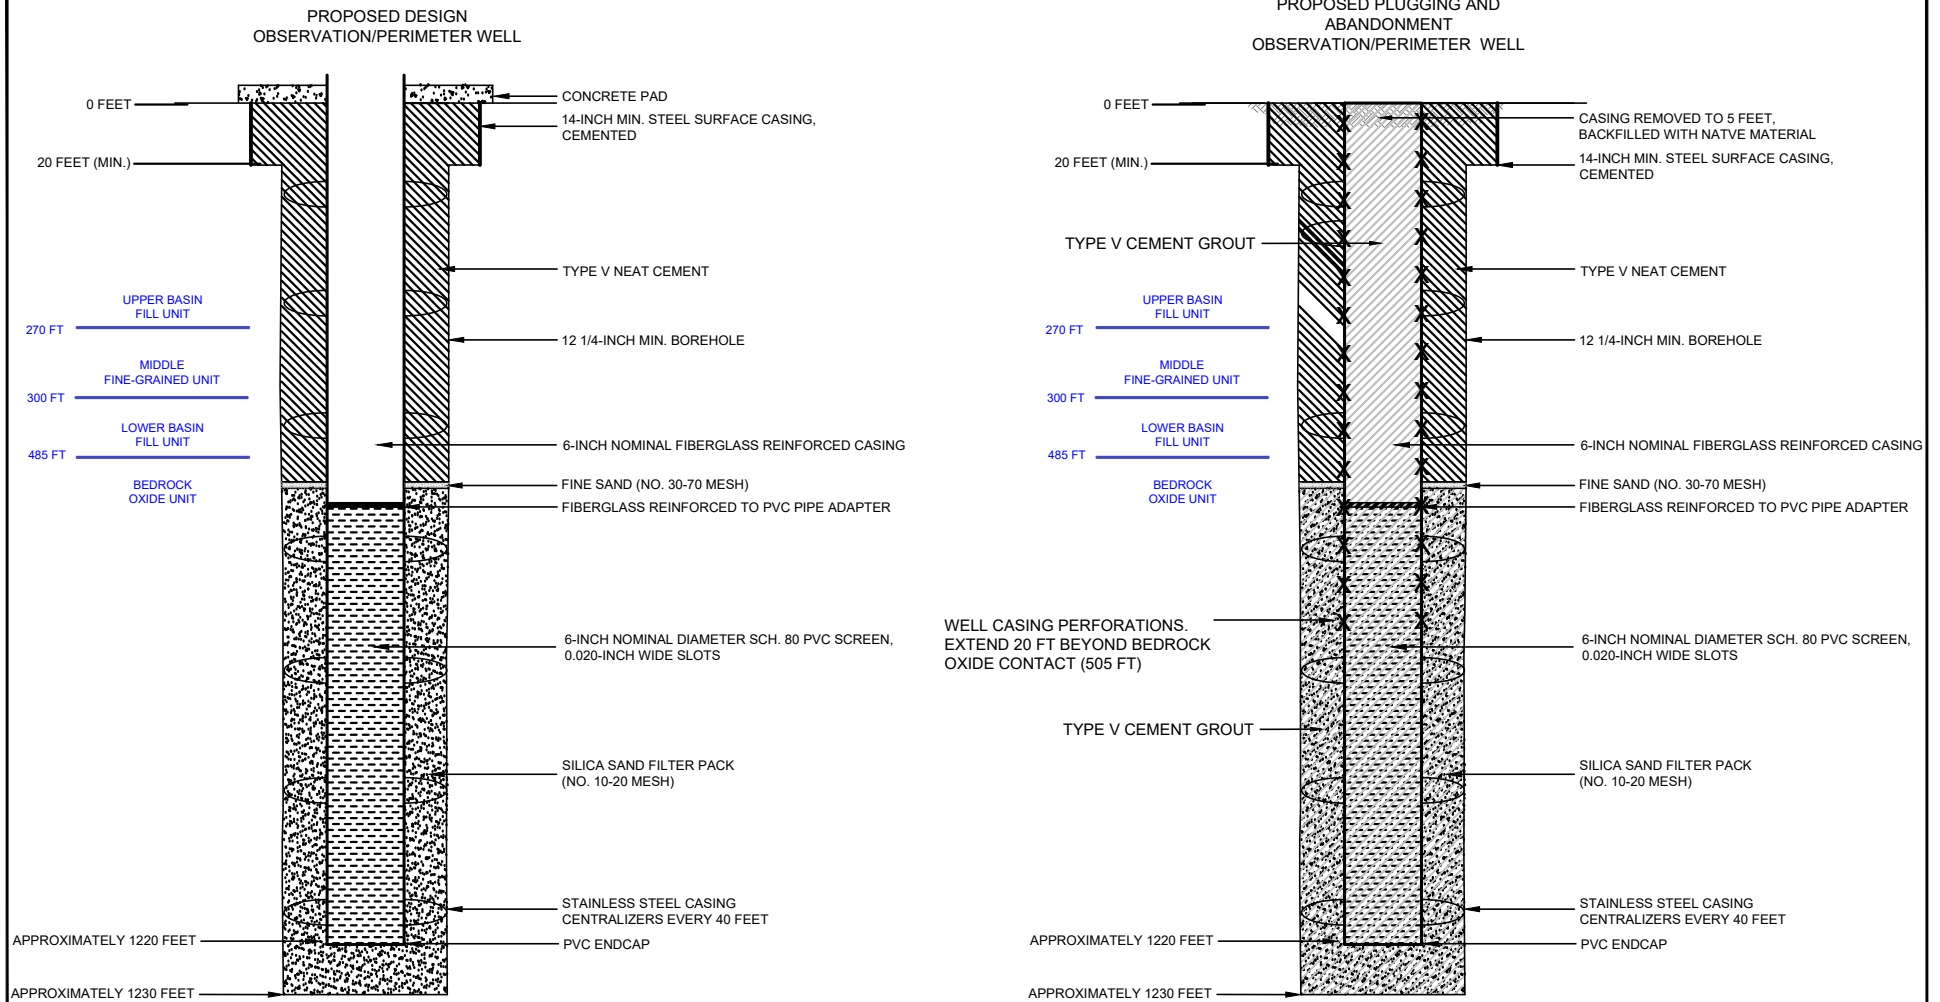 PROPOSED DESIGN
OBSERVATION/PERIMETER WELL
0 FEET
20 FEET (MIN.)
CONCRETE PAD
14-INCH MIN. STEEL SURFACE CASING,
CEMENTED
TYPE V NEAT CEMENT
UPPER BASIN
FILL UNIT
270 FT
12 1/4-INCH MIN. BOREHOLE
MIDDLE
FINE-GRAINED UNIT
300 FT
LOWER BASIN
FILL UNIT
485 FT
6-INCH NOMINAL FIBERGLASS REINFORCED CASING
BEDROCK
OXIDE UNIT
FINE SAND (NO. 30-70 MESH)
FIBERGLASS REINFORCED TO PVC PIPE ADAPTER
6-INCH NOMINAL DIAMETER SCH. 80 PVC SCREEN,
0.020-INCH WIDE SLOTS
SILICA SAND FILTER PACK
(NO. 10-20 MESH)
STAINLESS STEEL CASING
CENTRALIZERS EVERY 40 FEET
APPROXIMATELY 1220 FEET
PVC ENDCAP
APPROXIMATELY 1230 FEET
PROPOSED PLUGGING AND
ABANDONMENT
OBSERVATION/PERIMETER WELL
0 FEET
20 FEET (MIN.)
CASING REMOVED TO 5 FEET,
BACKFILLED WITH NATVE MATERIAL
14-INCH MIN. STEEL SURFACE CASING,
CEMENTED
TYPE V CEMENT GROUT
TYPE V NEAT CEMENT
UPPER BASIN
FILL UNIT
270 FT
12 1/4-INCH MIN. BOREHOLE
MIDDLE
FINE-GRAINED UNIT
300 FT
LOWER BASIN
FILL UNIT
485 FT
6-INCH NOMINAL FIBERGLASS REINFORCED CASING
BEDROCK
OXIDE UNIT
FINE SAND (NO. 30-70 MESH)
FIBERGLASS REINFORCED TO PVC PIPE ADAPTER
WELL CASING PERFORATIONS.
EXTEND 20 FT BEYOND BEDROCK
OXIDE CONTACT (505 FT)
6-INCH NOMINAL DIAMETER SCH. 80 PVC SCREEN,
0.020-INCH WIDE SLOTS
TYPE V CEMENT GROUT
SILICA SAND FILTER PACK
(NO. 10-20 MESH)
STAINLESS STEEL CASING
CENTRALIZERS EVERY 40 FEET
APPROXIMATELY 1220 FEET
PVC ENDCAP
APPROXIMATELY 1230 FEET